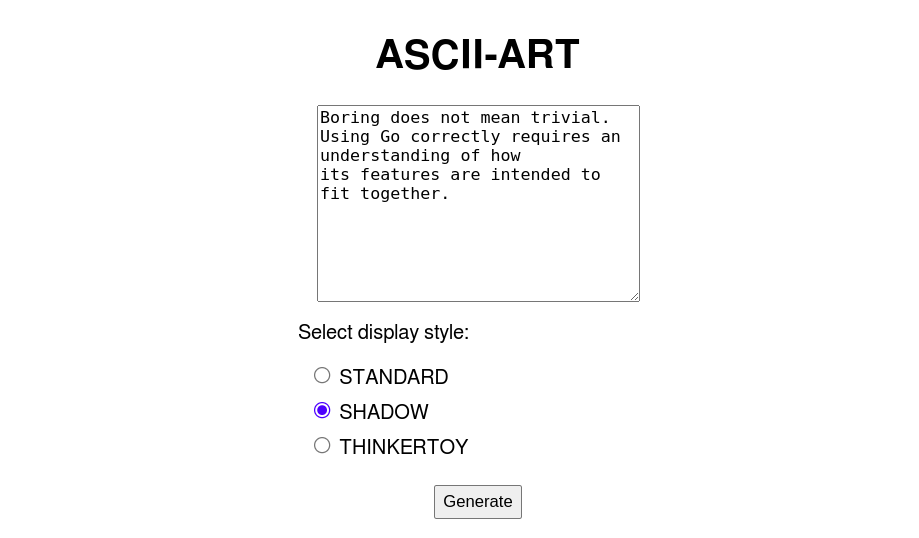 ASCII-ART
Boring does not mean trivial.
Using Go correctly requires an
understanding of how
its features are intended to
fit together.
Select display style:
STANDARD
SHADOW
THINKERTOY
Generate